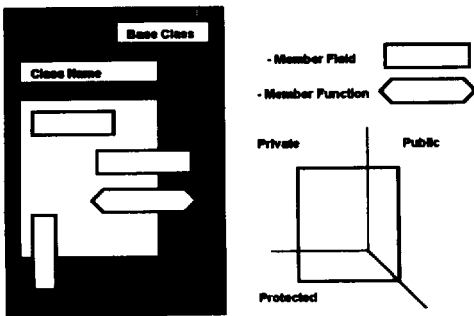 Base Class
Class Name
- Member Field
- Member Function
Private
Public
Protected